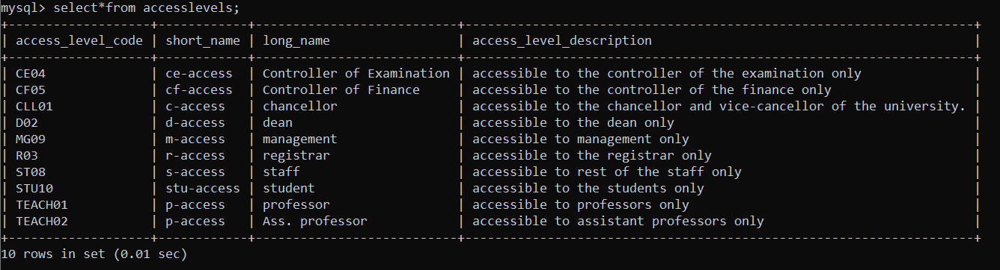 mysql> select*from accesslevels;
+-------------------+------------+---------------------------+--------------------------------------------------------------------+
| access_level_code | short_name | long_name                 | access_level_description                                           |
+-------------------+------------+---------------------------+--------------------------------------------------------------------+
| CE04              | ce-access  | Controller of Examination | accessible to the controller of the examination only               |
| CF05              | cf-access  | Controller of Finance     | accessible to the controller of the finance only                   |
| CLL01             | c-access   | chancellor                | accessible to the chancellor and vice-cancellor of the university. |
| D02               | d-access   | dean                      | accessible to the dean only                                        |
| MG09              | m-access   | management                | accessible to management only                                      |
| R03               | r-access   | registrar                 | accessible to the registrar only                                   |
| ST08              | s-access   | staff                     | accessible to rest of the staff only                               |
| STU10             | stu-access | student                   | accessible to the students only                                    |
| TEACH01           | p-access   | professor                 | accessible to professors only                                      |
| TEACH02           | p-access   | Ass. professor            | accessible to assistant professors only                            |
+-------------------+------------+---------------------------+--------------------------------------------------------------------+
10 rows in set (0.01 sec)